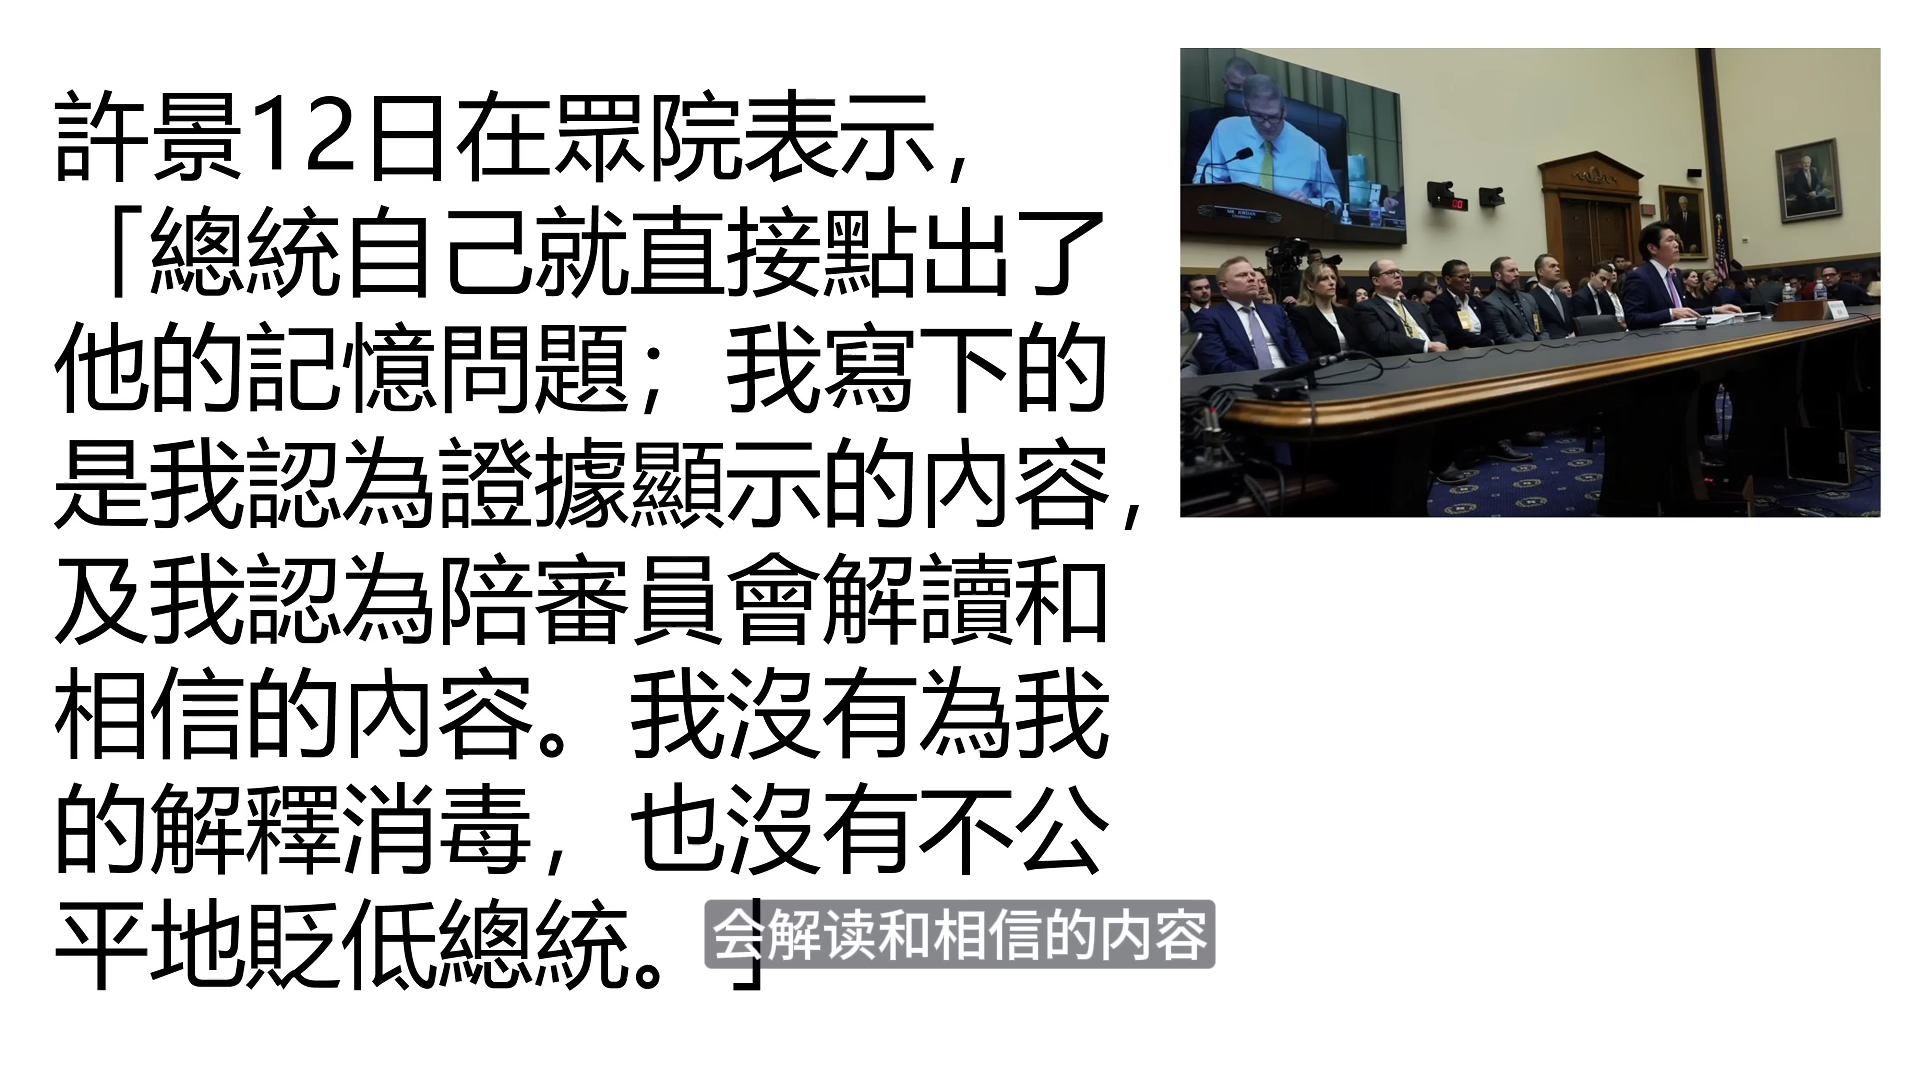 許景12日在眾院表示，
「總統自己就直接點出了
他的記憶問題；我寫下的
是我認為證據顯示的內容，
及我認為陪審員會解讀和
相信的內容。我沒有為我
的解釋消毒，也沒有不公
平地貶低總統。」
会解读和相信的内容
MR. JORDAN